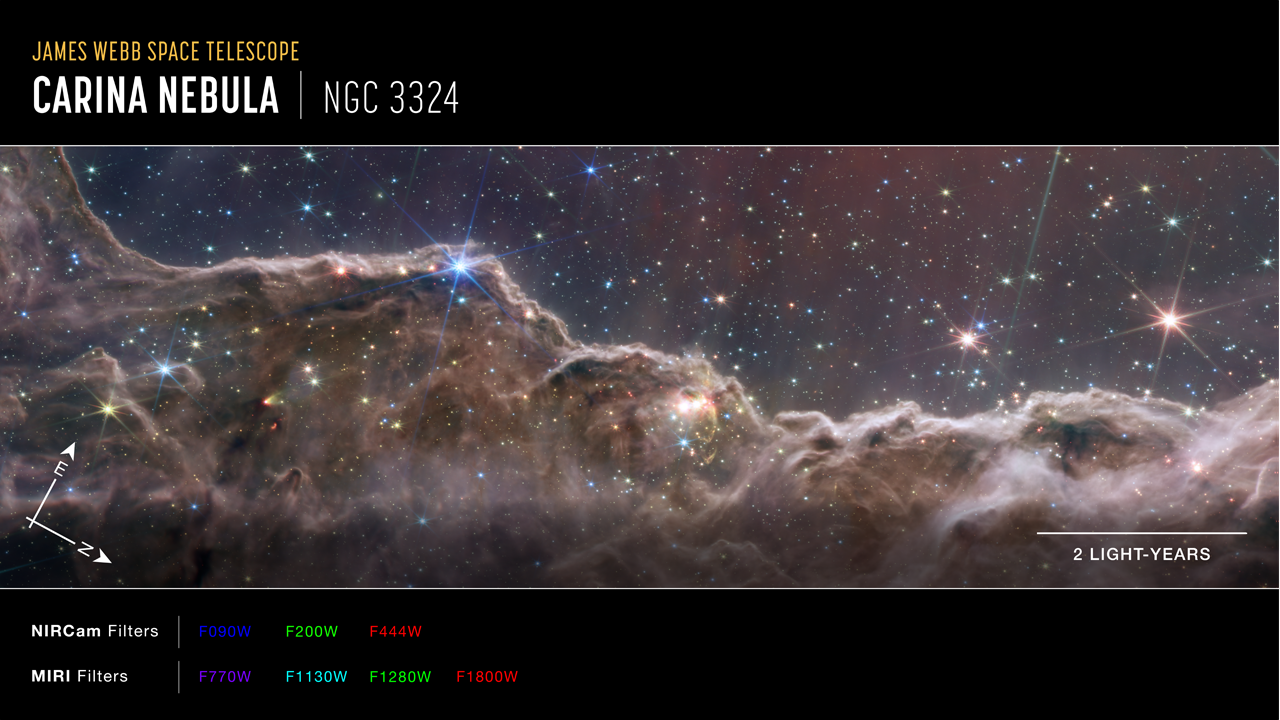 JAMES WEBB SPACE TELESCOPE
CARINA NEBULA | NGC 3324
E
N
2 LIGHT-YEARS
NIRCam Filters | F090W F200W F444W
MIRI Filters | F770W F1130W F1280W F1800W